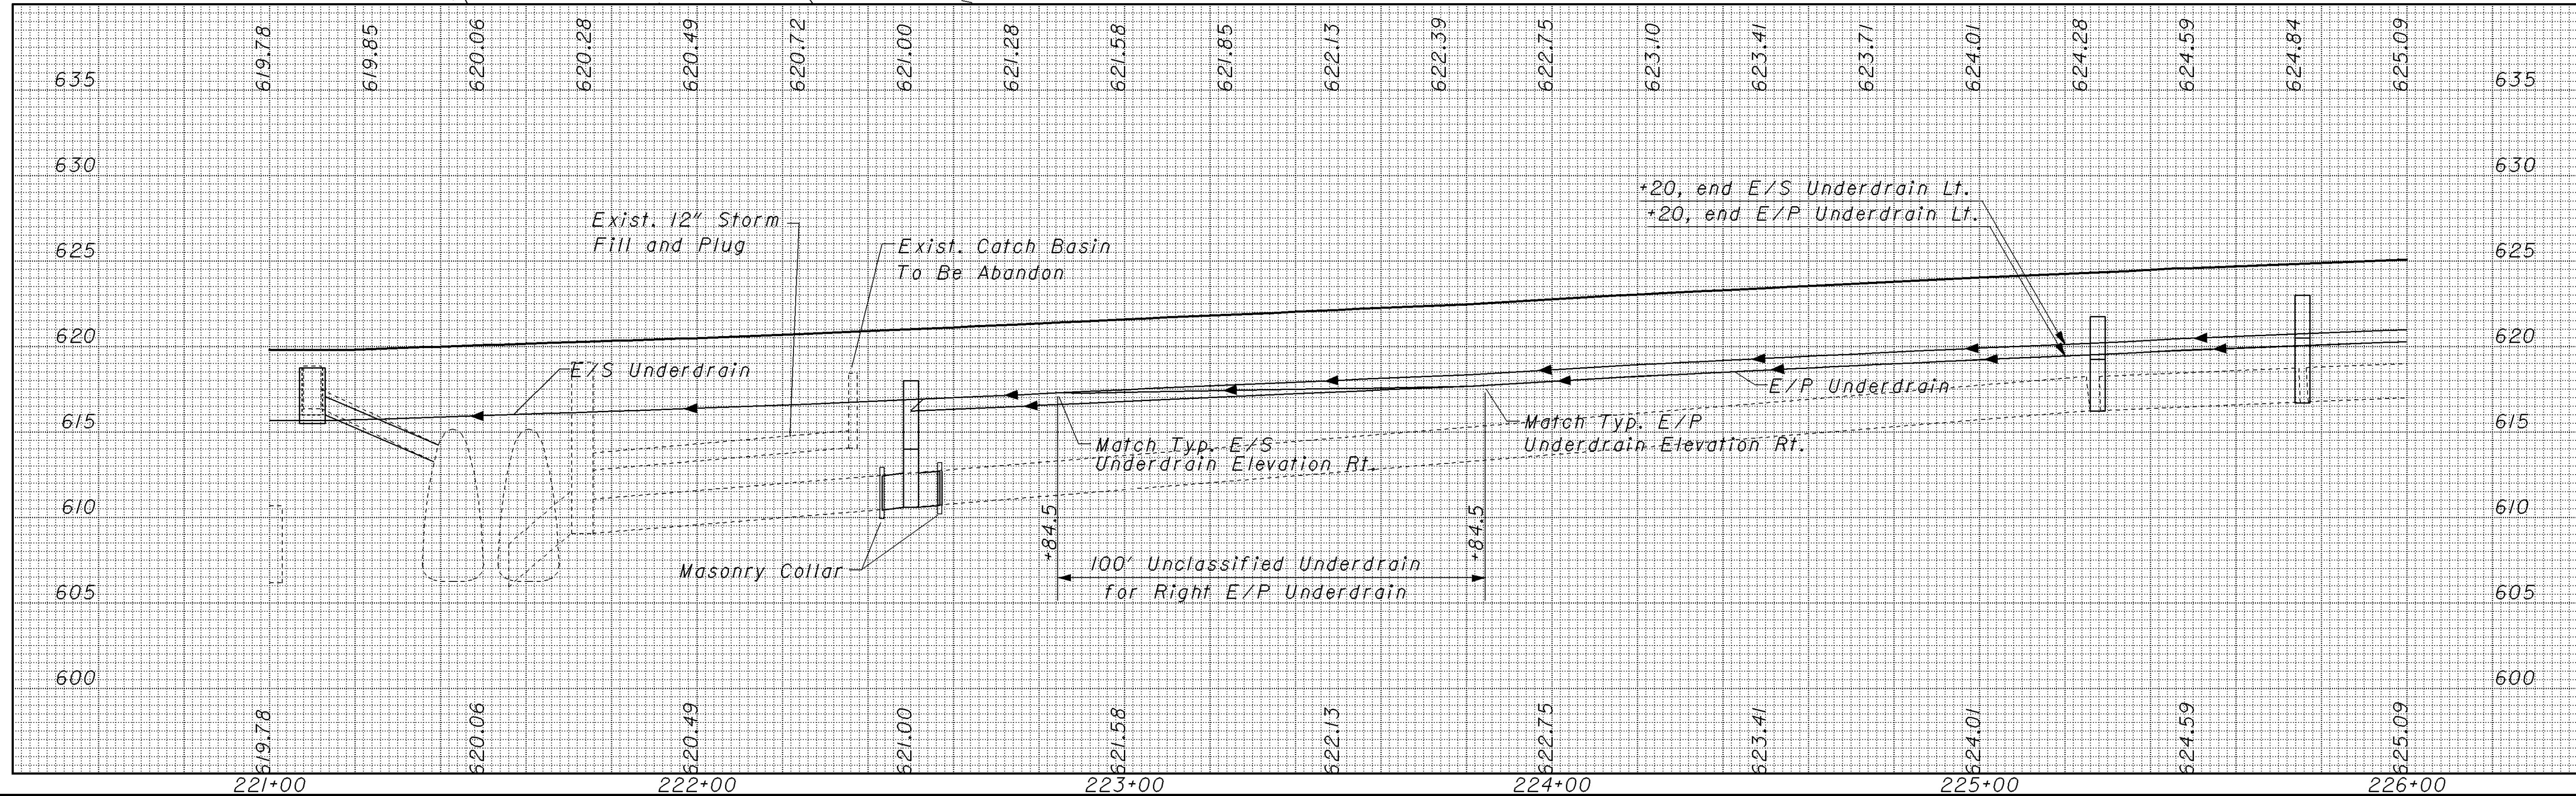 619.78 619.85 620.06 620.28 620.49 620.72 621.00 621.28 621.58 621.85 622.13 622.39 622.75 623.10 623.41 623.71 624.01 624.28 624.59 624.84 625.09
635 635
630 630
+20, end E/S Underdrain Lt.
+20, end E/P Underdrain Lt.
Exist. 12" Storm
Fill and Plug
Exist. Catch Basin
To Be Abandon
625 625
620 620
E/S Underdrain
E/P Underdrain
615 615
Match Typ. E/S
Underdrain Elevation Rt.
Match Typ. E/P
Underdrain Elevation Rt.
610 610
+84.5 +84.5
Masonry Collar
100' Unclassified Underdrain
for Right E/P Underdrain
605 605
600 600
619.78 620.06 620.49 621.00 621.58 622.13 622.75 623.41 624.01 624.59 625.09
221+00 222+00 223+00 224+00 225+00 226+00